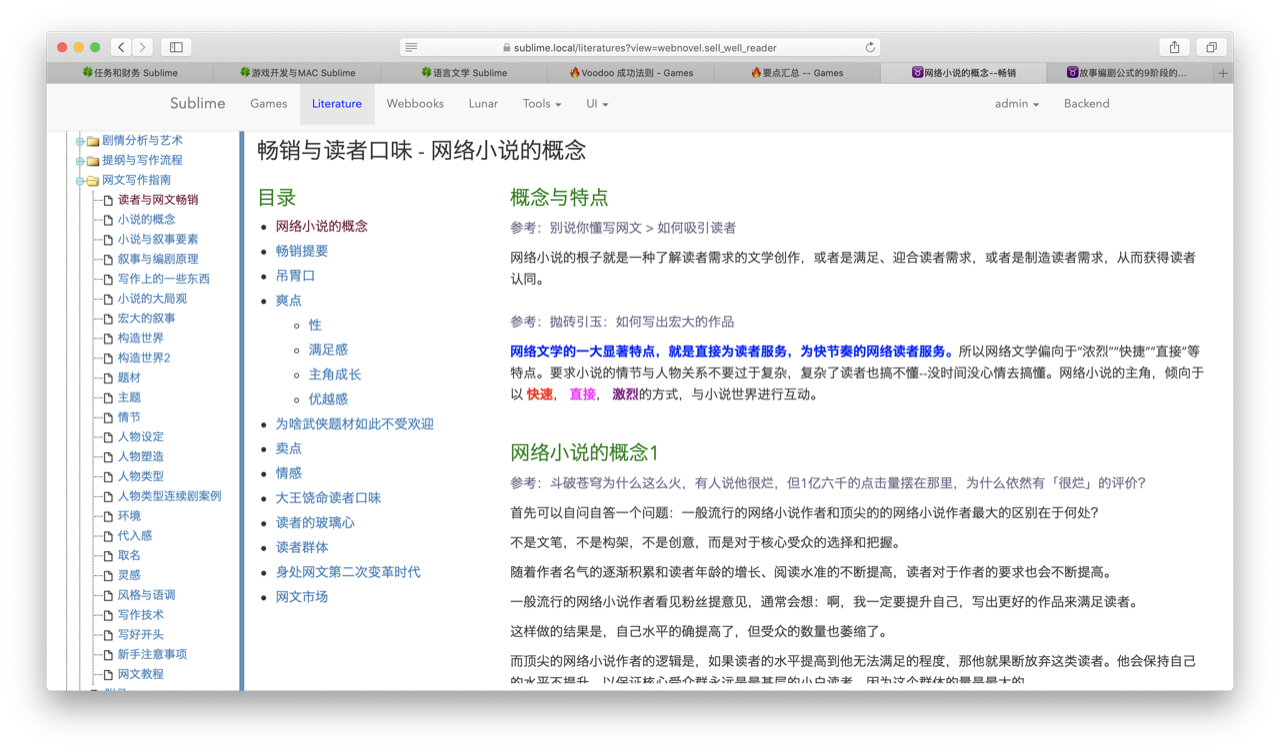 sublime.local/literatures?view=webnovel.sell_well_reader
任务和财务 Sublime
游戏开发与MAC Sublime
语言文学 Sublime
Voodoo 成功法则 - Games
要点汇总 -- Games
网络小说的概念--畅销
故事编剧公式的9阶段的...
Sublime
Games
Literature
Webbooks
Lunar
Tools
UI
admin
Backend
剧情分析与艺术
提纲与写作流程
网文写作指南
读者与网文畅销
小说的概念
小说与叙事要素
叙事与编剧原理
写作上的一些东西
小说的大局观
宏大的叙事
构造世界
构造世界2
题材
主题
情节
人物设定
人物塑造
人物类型
人物类型连续剧案例
环境
代入感
取名
灵感
风格与语调
写作技术
写好开头
新手注意事项
网文教程
畅销与读者口味 - 网络小说的概念
目录
网络小说的概念
畅销提要
吊胃口
爽点
性
满足感
主角成长
优越感
为啥武侠题材如此不受欢迎
卖点
情感
大王饶命读者口味
读者的玻璃心
读者群体
身处网文第二次变革时代
网文市场
概念与特点
参考：别说你懂写网文 > 如何吸引读者
网络小说的根子就是一种了解读者需求的文学创作，或者是满足、迎合读者需求，或者是制造读者需求，从而获得读者
认同。
参考：抛砖引玉：如何写出宏大的作品
网络文学的一大显著特点，就是直接为读者服务，为快节奏的网络读者服务。所以网络文学偏向于“浓烈”“快捷”“直接”等
特点。要求小说的情节与人物关系不要过于复杂，复杂了读者也搞不懂--没时间没心情去搞懂。网络小说的主角，倾向于
以 快速， 直接， 激烈的方式，与小说世界进行互动。
网络小说的概念1
参考：斗破苍穹为什么这么火，有人说他很烂，但1亿六千的点击量摆在那里，为什么依然有「很烂」的评价？
首先可以自问自答一个问题：一般流行的网络小说作者和顶尖的的网络小说作者最大的区别在于何处？
不是文笔，不是构架，不是创意，而是对于核心受众的选择和把握。
随着作者名气的逐渐积累和读者年龄的增长、阅读水准的不断提高，读者对于作者的要求也会不断提高。
一般流行的网络小说作者看见粉丝提意见，通常会想：啊，我一定要提升自己，写出更好的作品来满足读者。
这样做的结果是，自己水平的确提高了，但受众的数量也萎缩了。
而顶尖的网络小说作者的逻辑是，如果读者的水平提高到他无法满足的程度，那他就果断放弃这类读者。他会保持自己
的水平不提升，以保证核心受众群永远是最基层的小白读者，因为这个群体的量是最大的